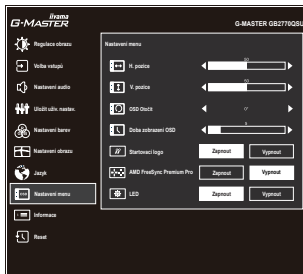 iiyama
G-MASTER
G-MASTER GB2770QSU
Regulace obrazu
Volba vstupů
Nastavení audio
Uložit uživ. nastav.
Nastavení barev
Nastavení obrazu
Jazyk
Nastavení menu
Informace
Reset
Nastavení menu
H. pozice
50
V. pozice
50
OSD Otočit
0°
Doba zobrazení OSD
Startovací logo
Zapnout
Vypnout
AMD FreeSync Premium Pro
Zapnout
Vypnout
LED
Zapnout
Vypnout